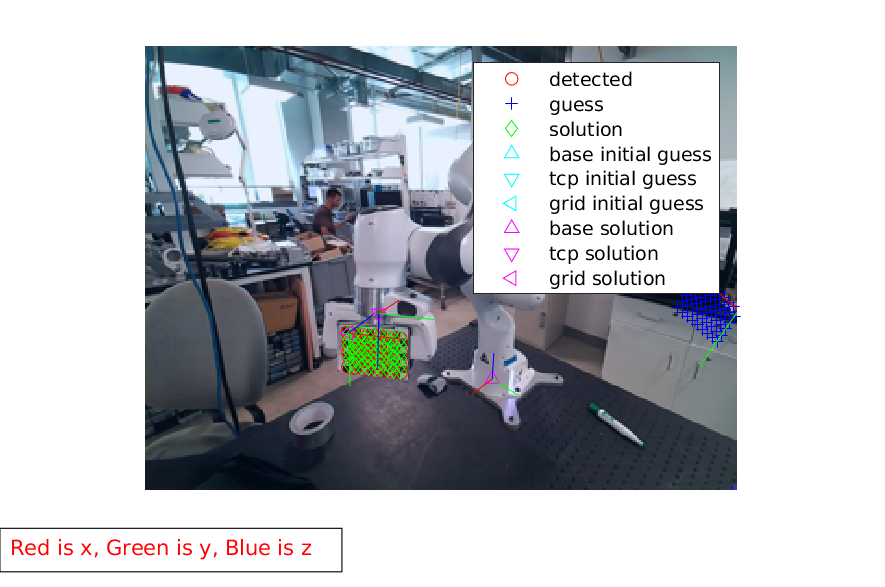 detected
guess
solution
base initial guess
tcp initial guess
grid initial guess
base solution
tcp solution
grid solution
Red is x, Green is y, Blue is z